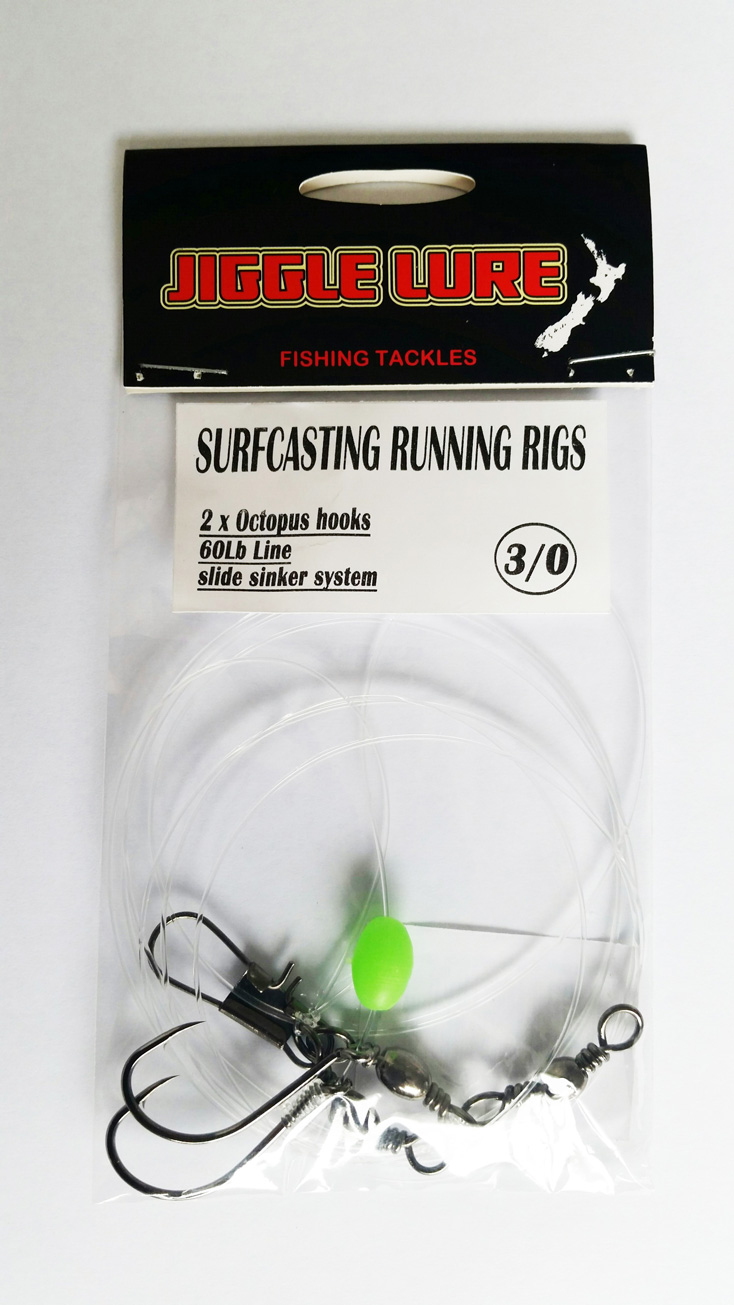 JIGGLE LURE
FISHING TACKLES
SURFCASTING RUNNING RIGS
2 x Octopus hooks
60Lb Line
slide sinker system
3/0